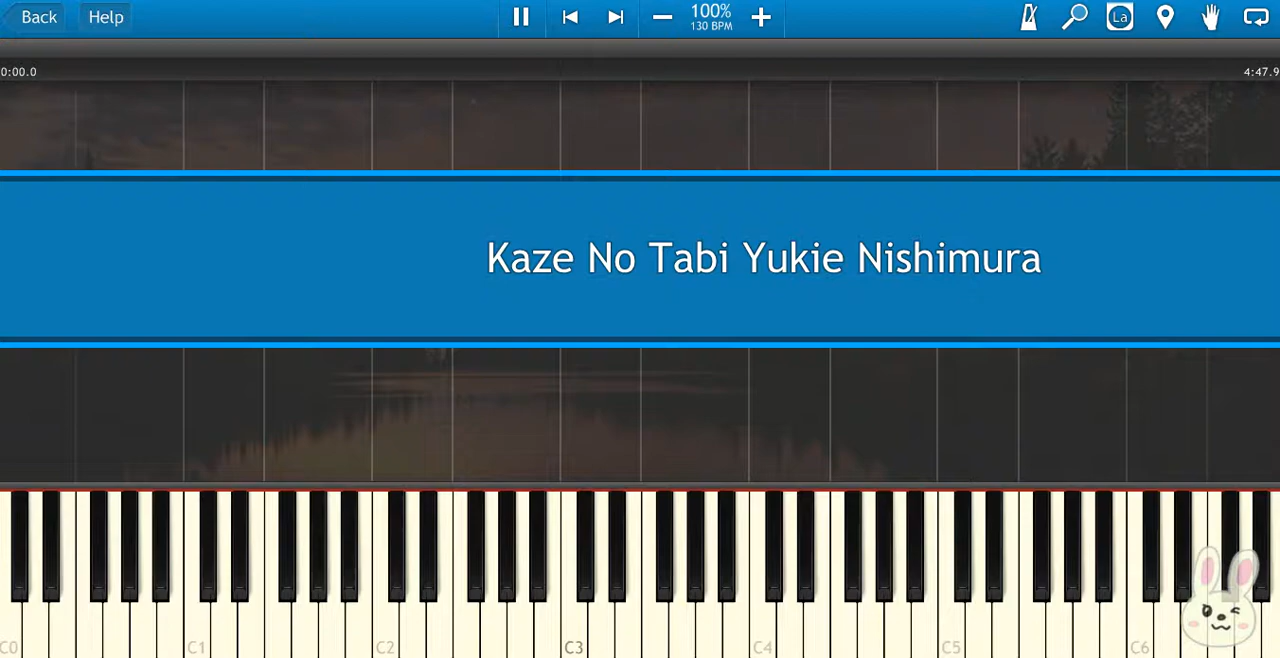 Back Help 100% La
130 BPM
0:00.0 4:47.9
Kaze No Tabi Yukie Nishimura
C0 C1 C2 C3 C4 C5 C6